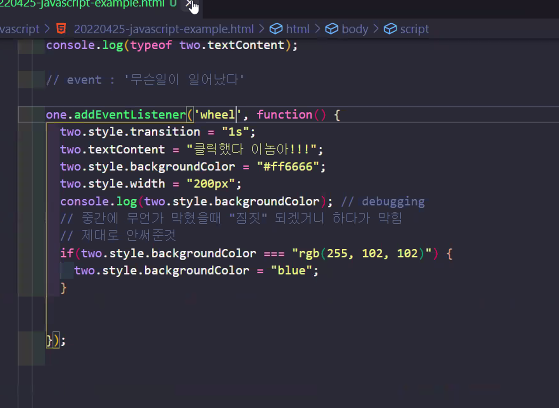 20220425-javascript-example.html U
vascript > 20220425-javascript-example.html > html > body > script
console.log(typeof two.textContent);
// event : '무슨일이 일어났다'
one.addEventListener('wheel', function() {
two.style.transition = "1s";
two.textContent = "클릭했다 이놈아!!!";
two.style.backgroundColor = "#ff6666";
two.style.width = "200px";
console.log(two.style.backgroundColor); // debugging
// 중간에 무언가 막혔을때 "짐짓" 되겠거니 하다가 막힘
// 제대로 안써준것
if(two.style.backgroundColor === "rgb(255, 102, 102)") {
two.style.backgroundColor = "blue";
}
});